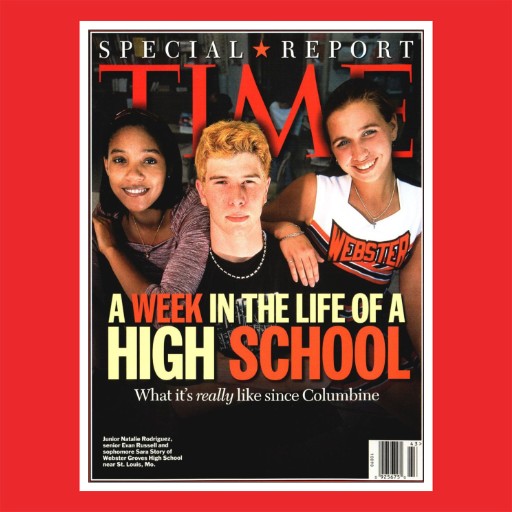 SPECIAL ★ REPORT
TIME
WEBSTER
A WEEK IN THE LIFE OF A
HIGH SCHOOL
What it's really like since Columbine
Junior Natalie Rodriguez,
senior Evan Russell and
sophomore Sara Story of
Webster Groves High School
near St. Louis, Mo.
43